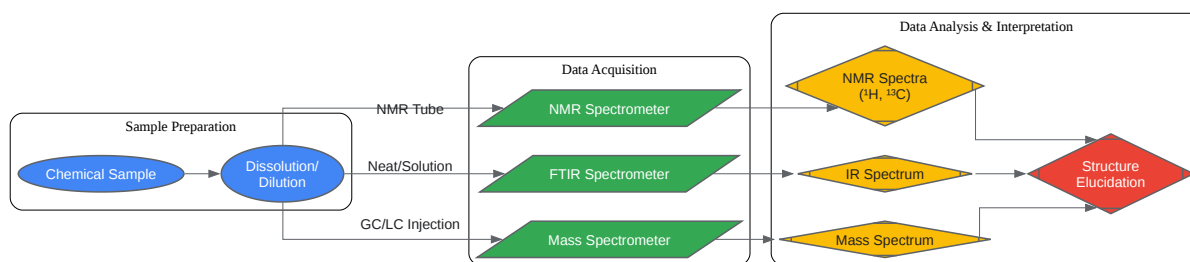 Data Analysis & Interpretation
Data Acquisition
Sample Preparation
NMR Tube
NMR Spectrometer
NMR Spectra
(¹H, ¹³C)
Chemical Sample
Dissolution/
Dilution
Neat/Solution
FTIR Spectrometer
IR Spectrum
Structure
Elucidation
GC/LC Injection
Mass Spectrometer
Mass Spectrum